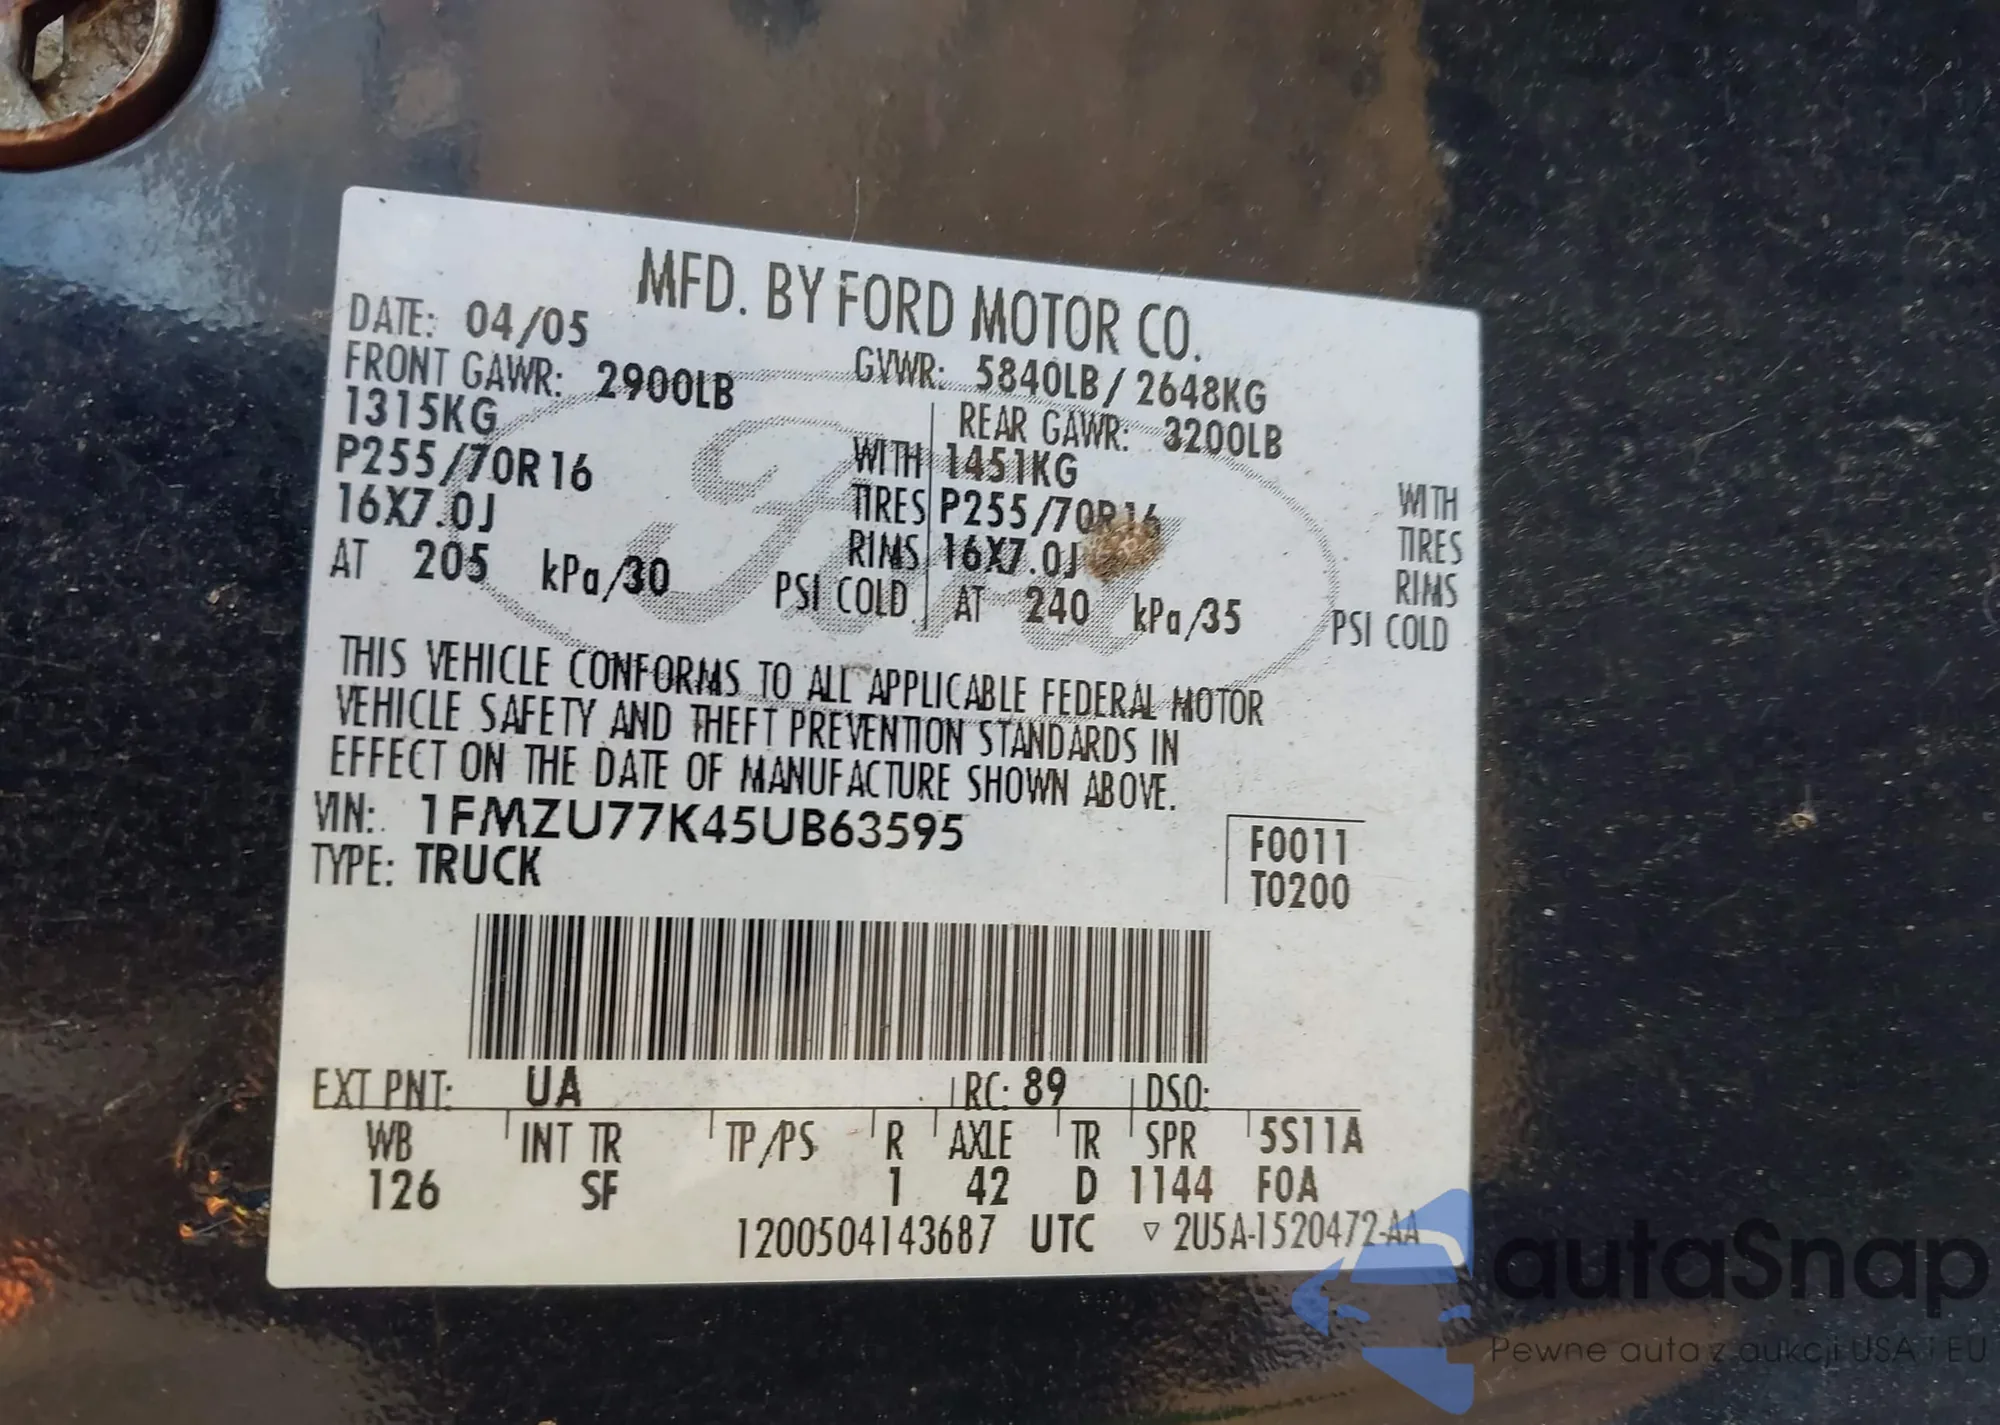 MFD. BY FORD MOTOR CO.
DATE: 04/05 GVWR: 5840LB / 2648KG
FRONT GAWR: 2900LB REAR GAWR: 3200LB
1315KG WITH 1451KG WITH
P255/70R16 TIRES P255/70R16 TIRES
16X7.0J RIMS 16X7.0J RIMS
AT 205 kPa/30 PSI COLD AT 240 kPa/35 PSI COLD
THIS VEHICLE CONFORMS TO ALL APPLICABLE FEDERAL MOTOR
VEHICLE SAFETY AND THEFT PREVENTION STANDARDS IN
EFFECT ON THE DATE OF MANUFACTURE SHOWN ABOVE.
VIN: 1FMZU77K45UB63595
TYPE: TRUCK
F0011
T0200
EXT PNT: UA RC: 89 DSO:
WB INT TR TP/PS R AXLE TR SPR 5S11A
126 SF 1 42 D 1144 F0A
1200504143687 UTC ▽ 2U5A-1520472-AA
Ford
autaSnap
Pewne auta z aukcji USA i EU